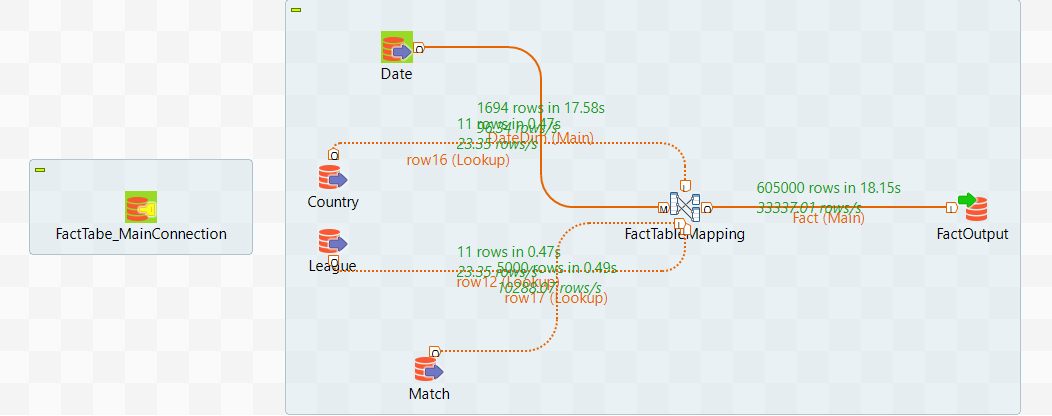 Date
1694 rows in 17.58s
96.34 rows/s
DateDim (Main)
11 rows in 0.47s
23.35 rows/s
row16 (Lookup)
Country
605000 rows in 18.15s
33337.01 rows/s
Fact (Main)
FactTabe_MainConnection
FactTableMapping
FactOutput
League
11 rows in 0.47s
23.35 rows/s
row12 (Lookup)
5000 rows in 0.49s
10288.07 rows/s
row17 (Lookup)
Match